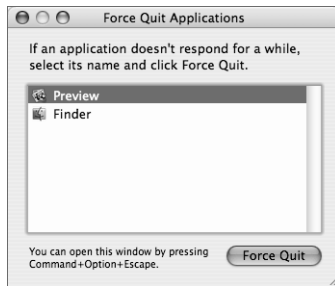 Force Quit Applications
If an application doesn't respond for a while,
select its name and click Force Quit.
Preview
Finder
You can open this window by pressing
Command+Option+Escape.
Force Quit